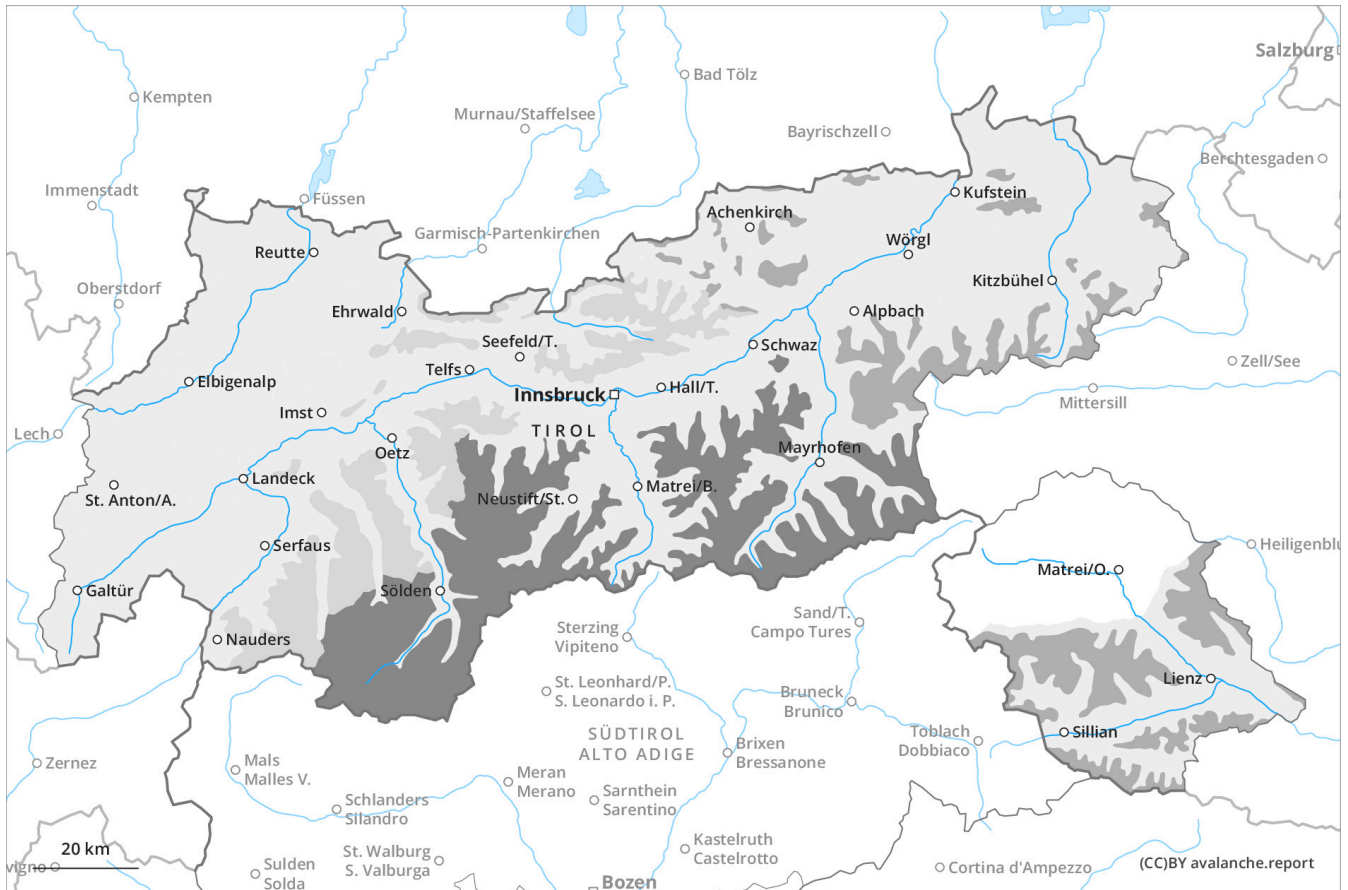 Salzburg
Bad Tölz
Kempten
Murnau/Staffelsee
Bayrischzell
Berchtesgaden
Immenstadt
Füssen
Kufstein
Achenkirch
Garmisch-Partenkirchen
Wörgl
Reutte
Kitzbühel
Oberstdorf
Ehrwald
Alpbach
Seefeld/T.
Schwaz
Zell/See
Telfs
Elbigenalp
Innsbruck
Hall/T.
Mittersill
Imst
TIROL
Lech
Oetz
Mayrhofen
Landeck
St. Anton/A.
Neustift/St.
Matrei/B.
Serfaus
Heiligenblu
Matrei/O.
Galtür
Sölden
Sand/T.
Campo Tures
Nauders
Sterzing
Vipiteno
Lienz
St. Leonhard/P.
S. Leonardo i. P.
Bruneck
Brunico
SÜDTIROL
ALTO ADIGE
Toblach
Dobbiaco
Sillian
Brixen
Bressanone
Zernez
Mals
Malles V.
Meran
Merano
Sarnthein
Sarentino
Schlanders
Silandro
20 km
Kastelruth
Castelrotto
St. Walburg
S. Valburga
vigno
Sulden
Solda
Cortina d'Ampezzo
(CC)BY avalanche.report
Bozen